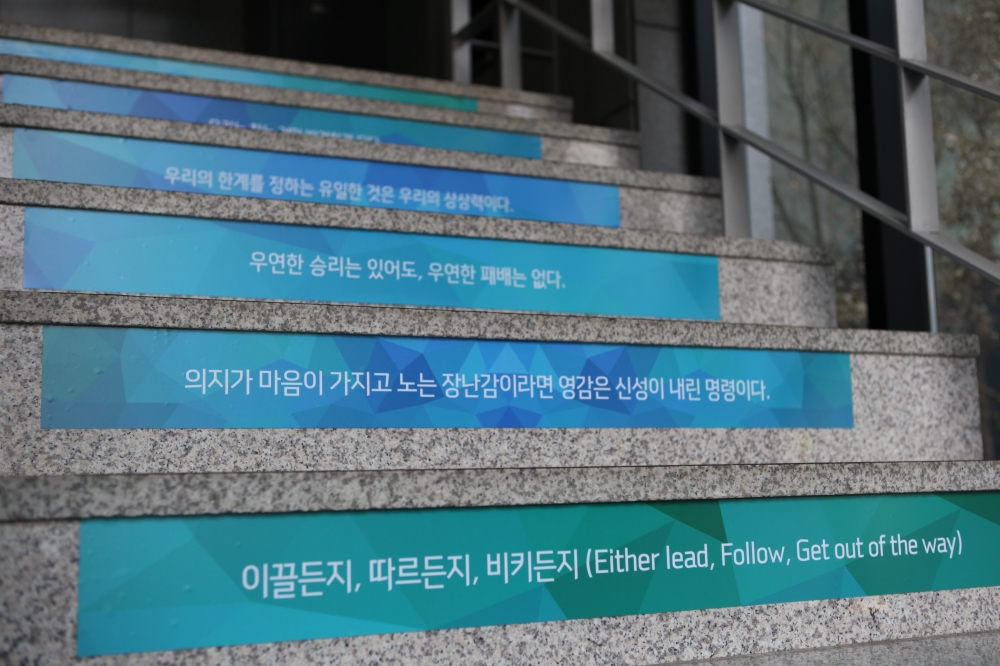 우리의 한계를 정하는 유일한 것은 우리의 상상력이다.
우연한 승리는 있어도, 우연한 패배는 없다.
의지가 마음이 가지고 노는 장난감이라면 영감은 신성이 내린 명령이다.
이끌든지, 따르든지, 비키든지 (Either lead, Follow, Get out of the way)